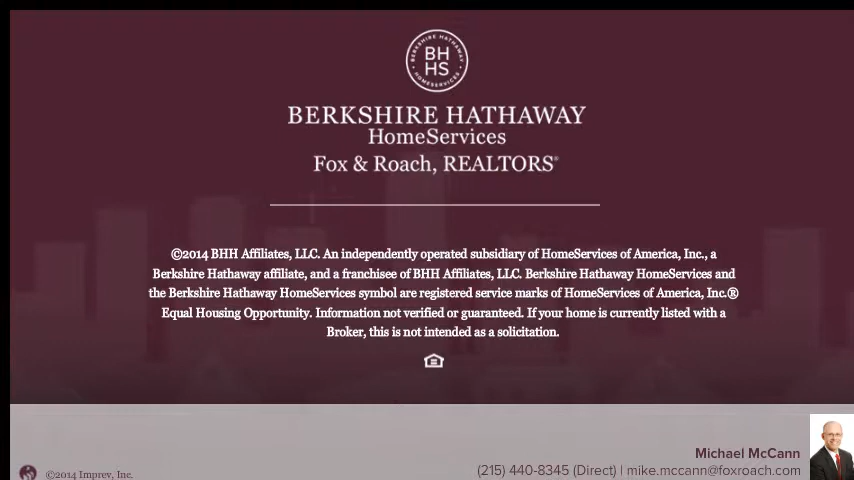 BERKSHIRE HATHAWAY
HOMESERVICES
BH
HS
BERKSHIRE HATHAWAY
HomeServices
Fox & Roach, REALTORS®
©2014 BHH Affiliates, LLC. An independently operated subsidiary of HomeServices of America, Inc., a
Berkshire Hathaway affiliate, and a franchisee of BHH Affiliates, LLC. Berkshire Hathaway HomeServices and
the Berkshire Hathaway HomeServices symbol are registered service marks of HomeServices of America, Inc.®
Equal Housing Opportunity. Information not verified or guaranteed. If your home is currently listed with a
Broker, this is not intended as a solicitation.
Michael McCann
(215) 440-8345 (Direct) | mike.mccann@foxroach.com
©2014 Imprev, Inc.